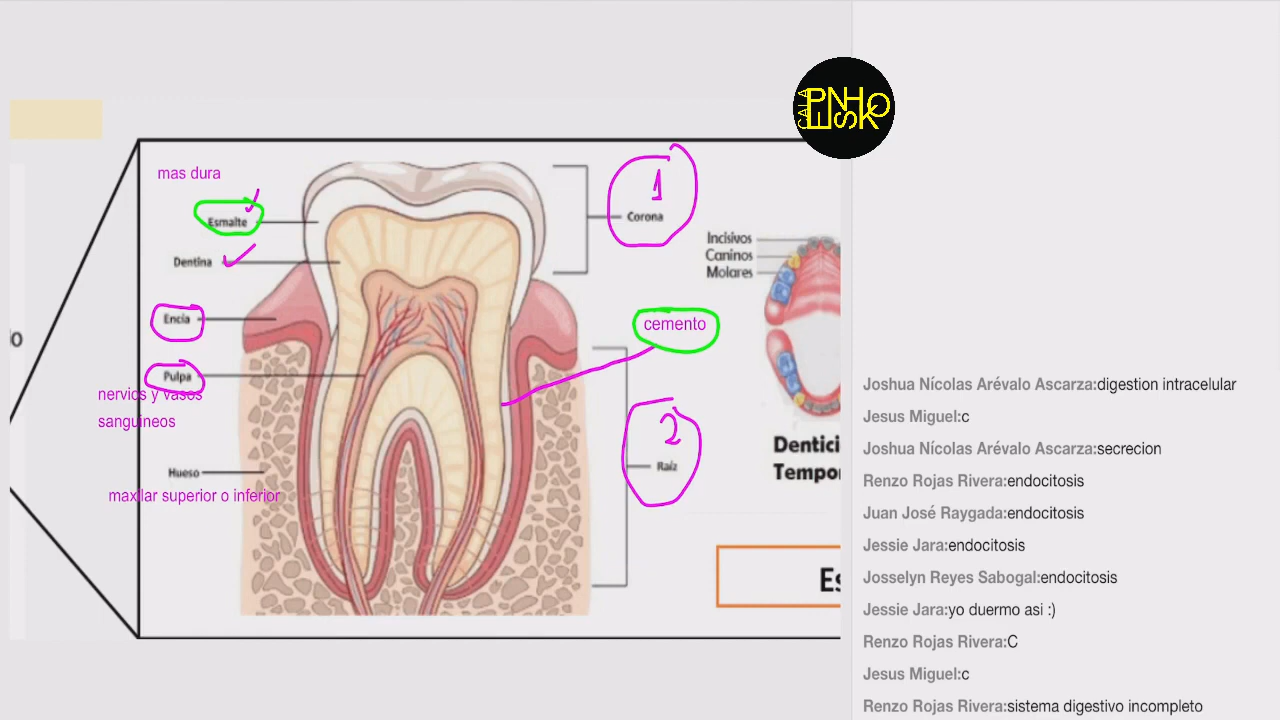 mas dura
Esmalte
Dentina
Encía
Pulpa
nervios y vasos
sanguineos
Hueso
maxilar superior o inferior
1
Corona
cemento
2
Raíz
Incisivos
Caninos
Molares
Joshua Nícolas Arévalo Ascarza:digestion intracelular
Jesus Miguel:c
Joshua Nícolas Arévalo Ascarza:secrecion
Renzo Rojas Rivera:endocitosis
Juan José Raygada:endocitosis
Jessie Jara:endocitosis
Josselyn Reyes Sabogal:endocitosis
Jessie Jara:yo duermo asi :)
Renzo Rojas Rivera:C
Jesus Miguel:c
Renzo Rojas Rivera:sistema digestivo incompleto